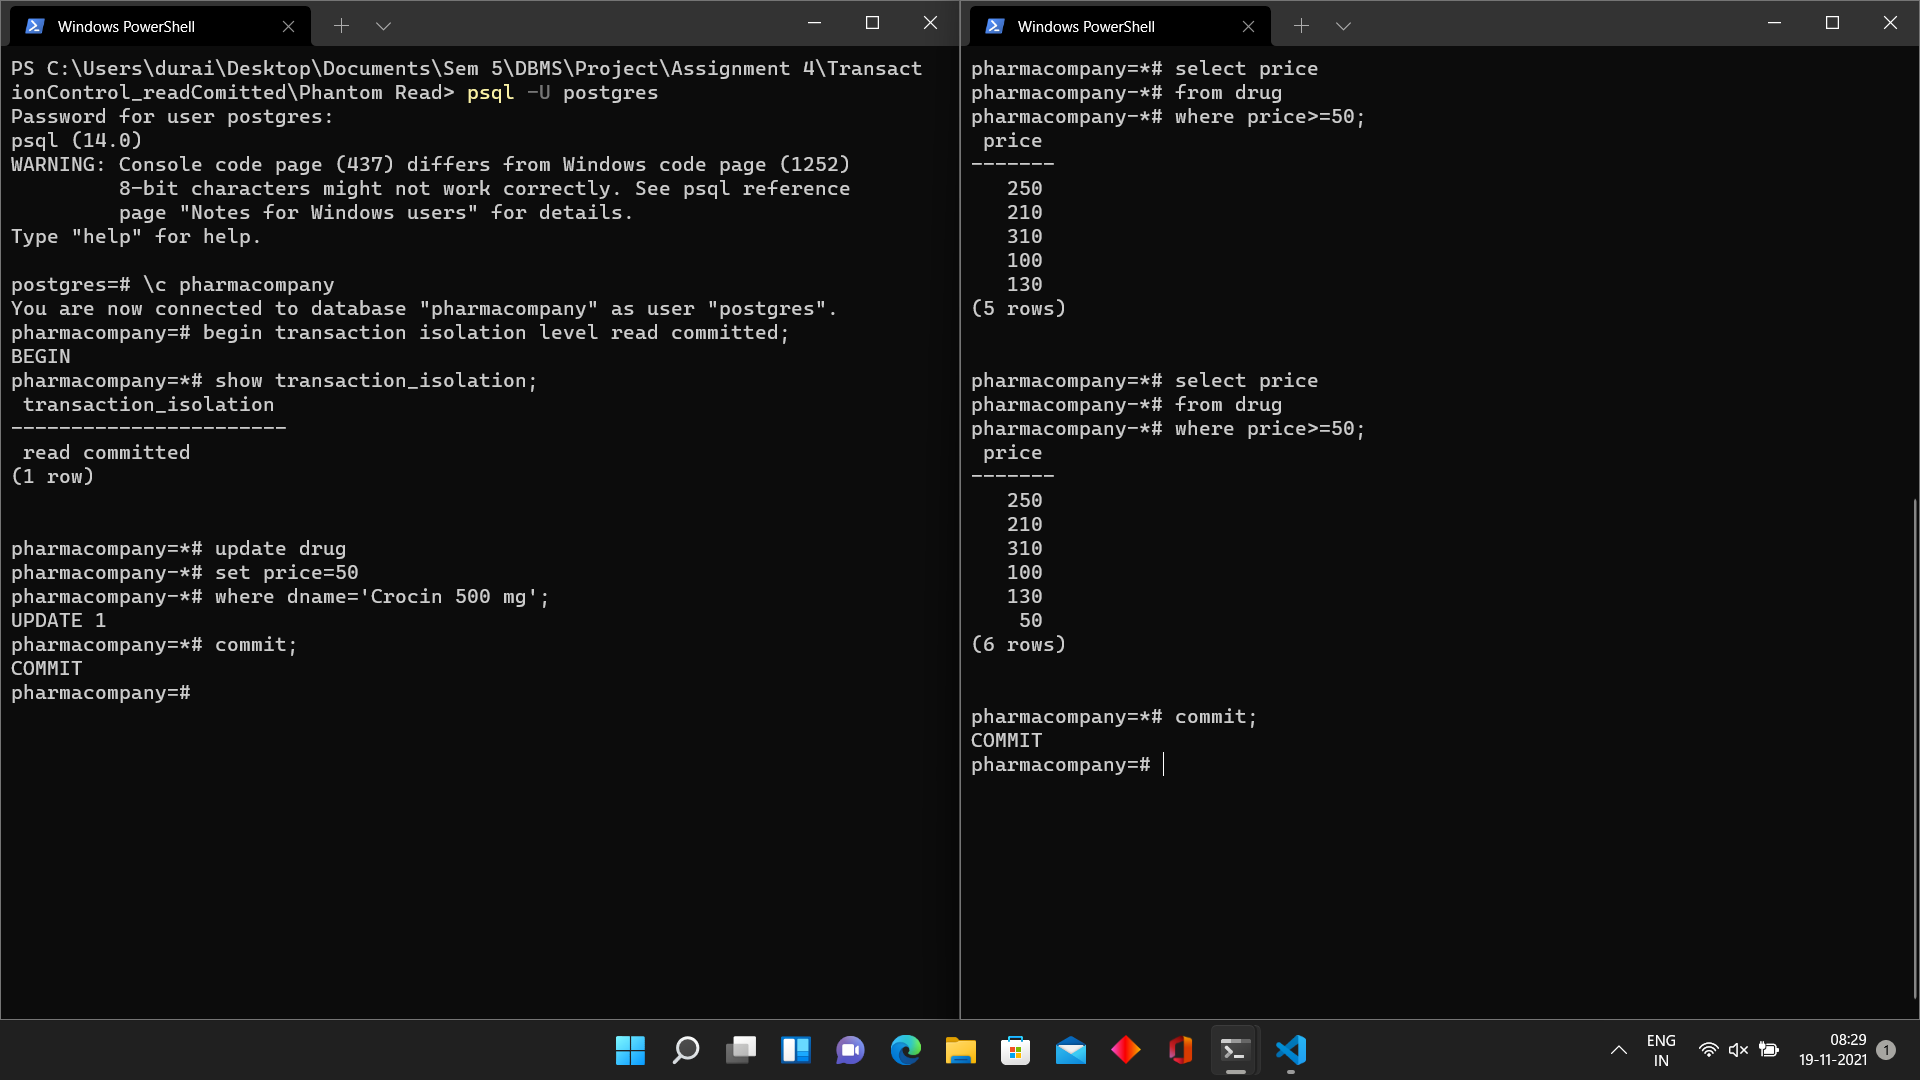 Windows PowerShell
PS C:\Users\durai\Desktop\Documents\Sem 5\DBMS\Project\Assignment 4\Transact
ionControl_readComitted\Phantom Read> psql -U postgres
Password for user postgres:
psql (14.0)
WARNING: Console code page (437) differs from Windows code page (1252)
         8-bit characters might not work correctly. See psql reference
         page "Notes for Windows users" for details.
Type "help" for help.
postgres=# \c pharmacompany
You are now connected to database "pharmacompany" as user "postgres".
pharmacompany=# begin transaction isolation level read committed;
BEGIN
pharmacompany=*# show transaction_isolation;
 transaction_isolation
-----------------------
 read committed
(1 row)
pharmacompany=*# update drug
pharmacompany-*# set price=50
pharmacompany-*# where dname='Crocin 500 mg';
UPDATE 1
pharmacompany=*# commit;
COMMIT
pharmacompany=#
Windows PowerShell
pharmacompany=*# select price
pharmacompany-*# from drug
pharmacompany-*# where price>=50;
 price
-------
   250
   210
   310
   100
   130
(5 rows)
pharmacompany=*# select price
pharmacompany-*# from drug
pharmacompany-*# where price>=50;
 price
-------
   250
   210
   310
   100
   130
    50
(6 rows)
pharmacompany=*# commit;
COMMIT
pharmacompany=#
ENG
IN
08:29
19-11-2021
1